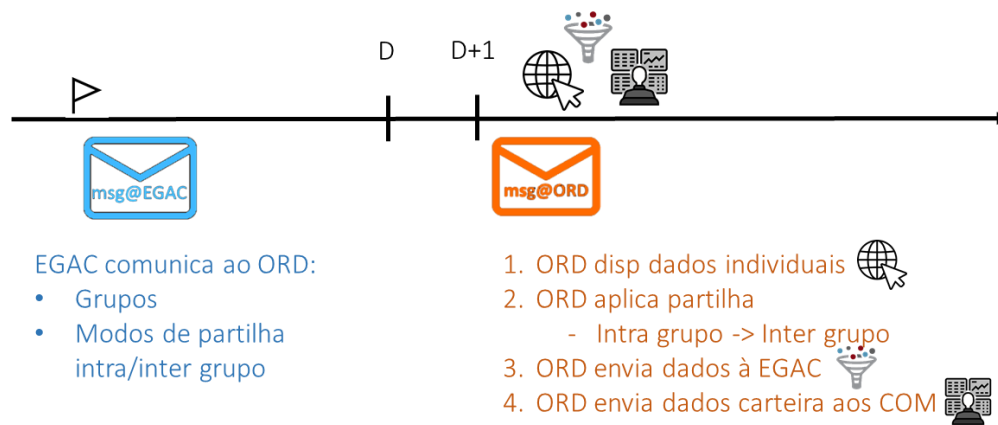 D
D+1
msg@EGAC
msg@ORD
EGAC comunica ao ORD:
• Grupos
• Modos de partilha
intra/inter grupo
1. ORD disp dados individuais
2. ORD aplica partilha
- Intra grupo -> Inter grupo
3. ORD envia dados à EGAC
4. ORD envia dados carteira aos COM